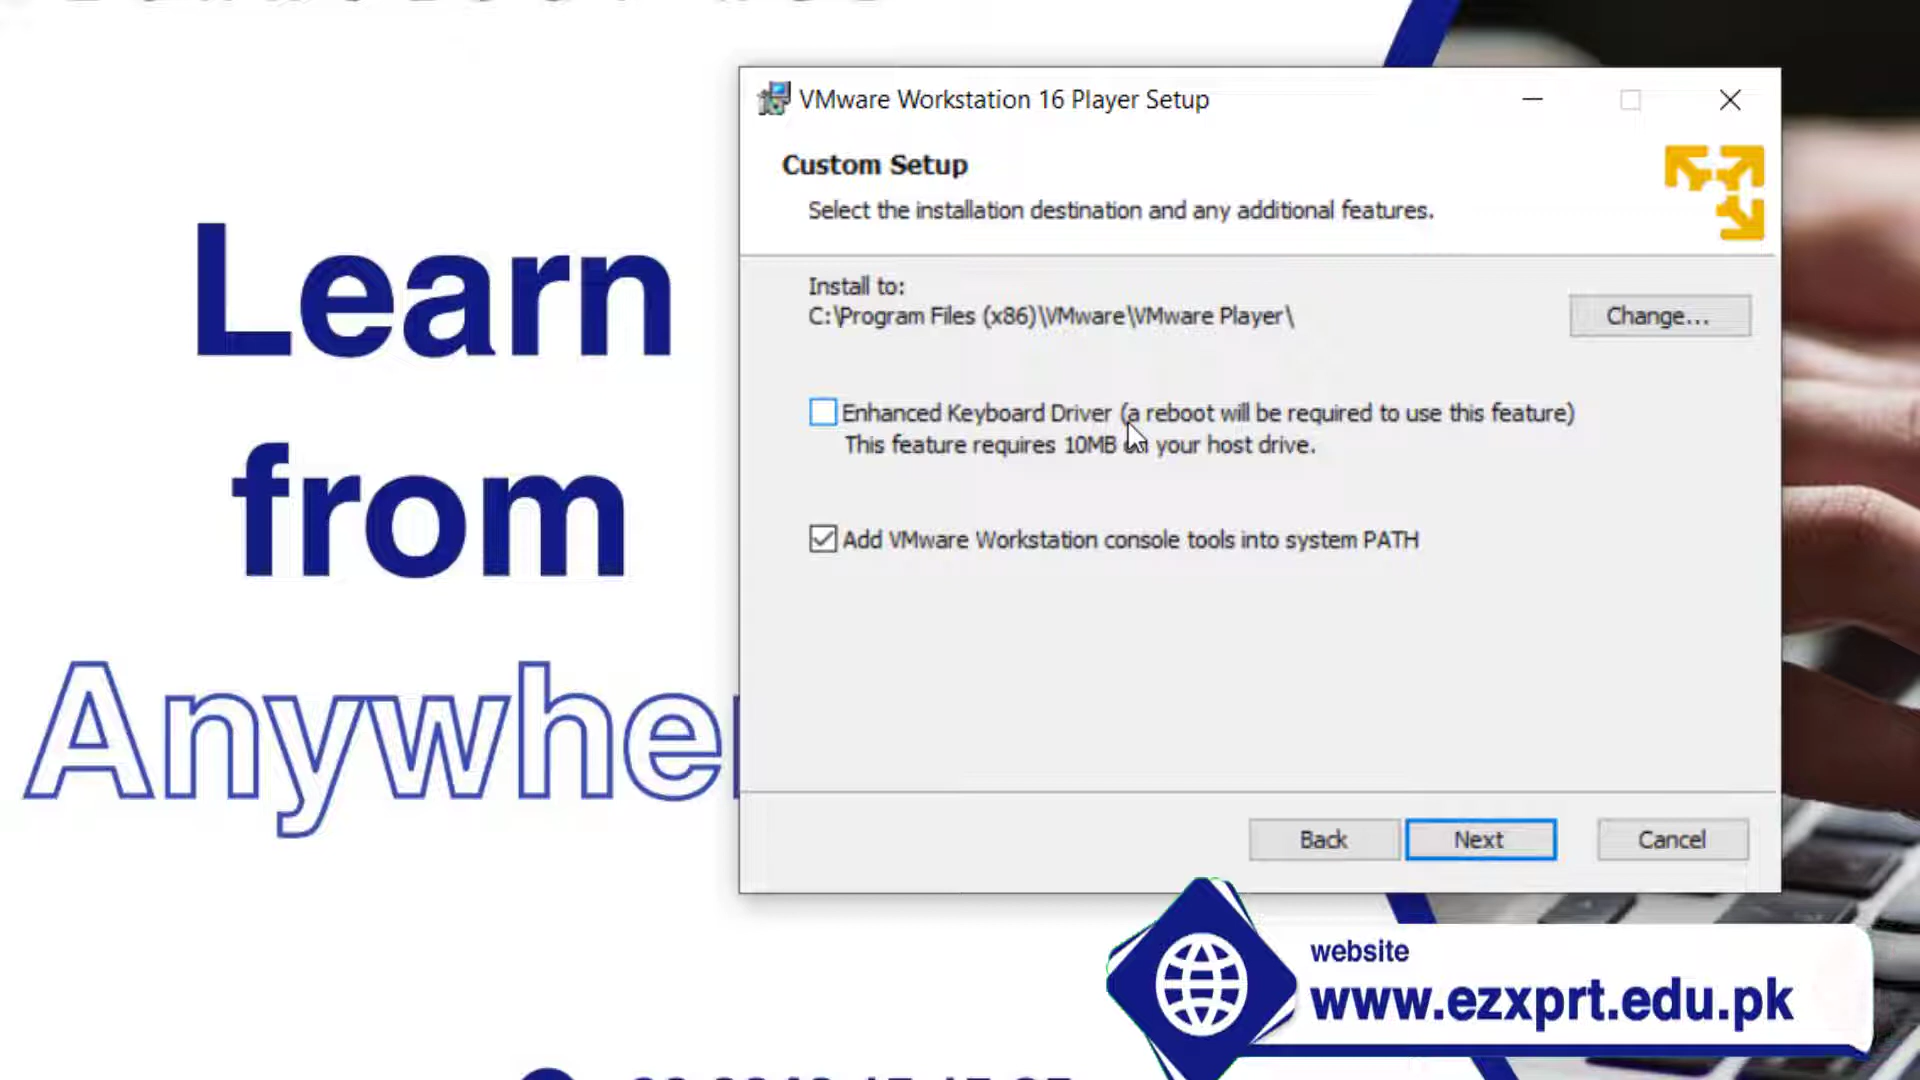 Learn
from
Anywhe
VMware Workstation 16 Player Setup
Custom Setup
Select the installation destination and any additional features.
Install to:
C:\Program Files (x86)\VMware\VMware Player\
Change...
Enhanced Keyboard Driver (a reboot will be required to use this feature)
This feature requires 10MB on your host drive.
Add VMware Workstation console tools into system PATH
Back
Next
Cancel
website
www.ezxprt.edu.pk